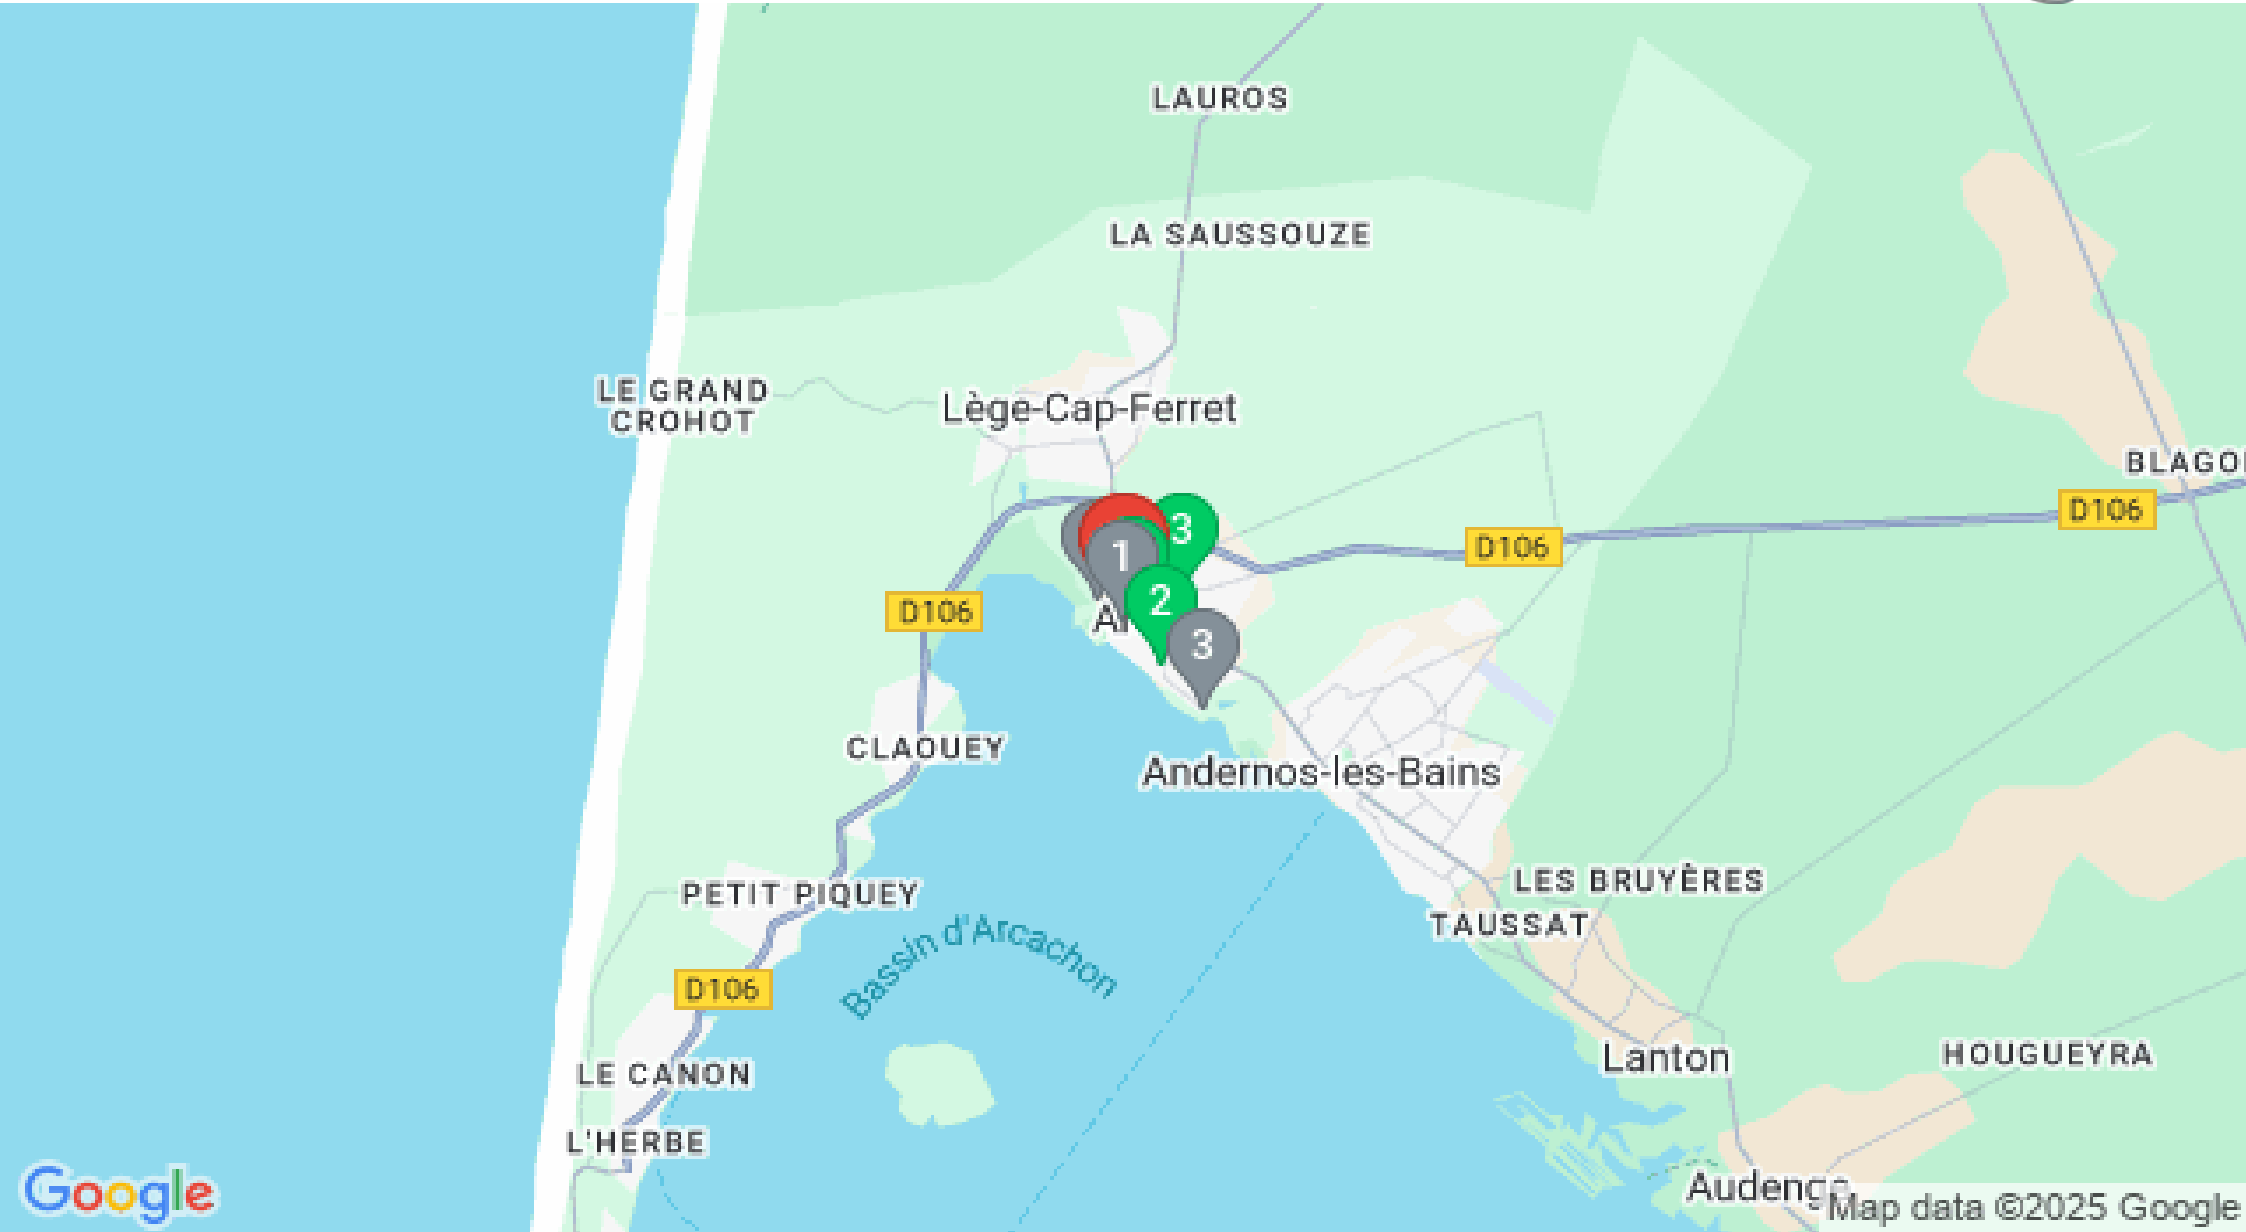 LAUROS
LA SAUSSOUZE
LE GRAND
CROHOT
Lège-Cap-Ferret
D106
D106
3
1
2
3
D106
CLAOUEY
Andernos-les-Bains
PETIT PIQUEY
LES BRUYÈRES
TAUSSAT
Bassin d'Arcachon
D106
LE CANON
Lanton
HOUGUEYRA
L'HERBE
Google
Map data ©2025 Google